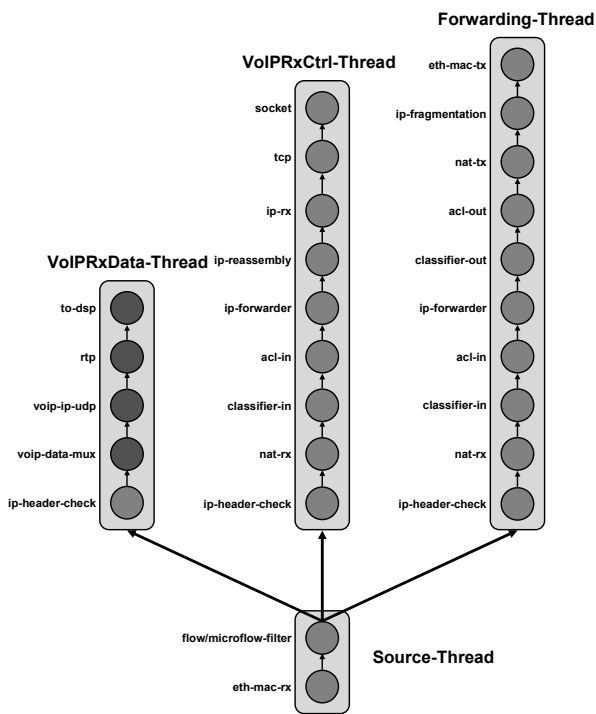 Forwarding-Thread
eth-mac-tx
ip-fragmentation
nat-tx
acl-out
classifier-out
ip-forwarder
acl-in
classifier-in
nat-rx
ip-header-check
VoIPRxCtrl-Thread
socket
tcp
ip-rx
ip-reassembly
ip-forwarder
acl-in
classifier-in
nat-rx
ip-header-check
VoIPRxData-Thread
to-dsp
rtp
voip-ip-udp
voip-data-mux
ip-header-check
flow/microflow-filter
eth-mac-rx
Source-Thread